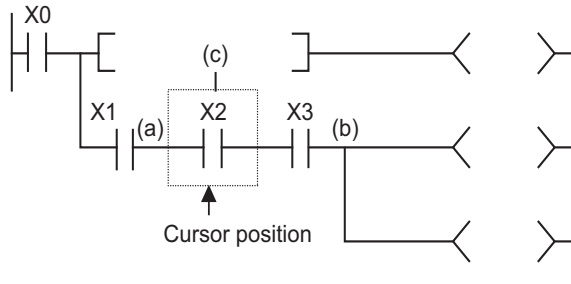 X0
(c)
X1
(a)
X2
X3
(b)
Cursor position